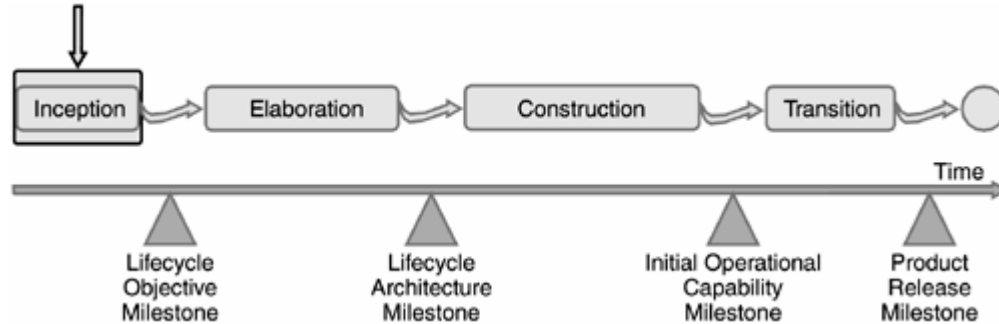 Inception
Elaboration
Construction
Transition
Time
Lifecycle
Objective
Milestone
Lifecycle
Architecture
Milestone
Initial Operational
Capability
Milestone
Product
Release
Milestone